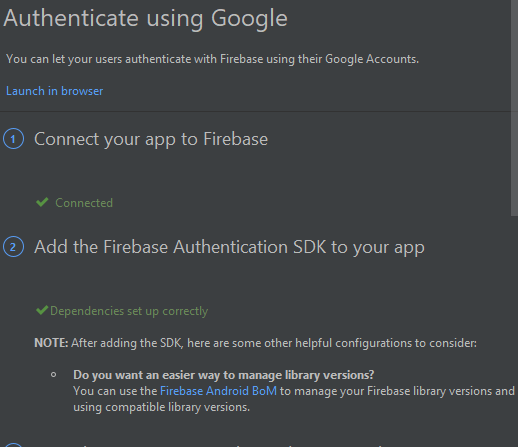 Authenticate using Google
You can let your users authenticate with Firebase using their Google Accounts.
Launch in browser
1 Connect your app to Firebase
Connected
2 Add the Firebase Authentication SDK to your app
Dependencies set up correctly
NOTE: After adding the SDK, here are some other helpful configurations to consider:
Do you want an easier way to manage library versions?
You can use the Firebase Android BoM to manage your Firebase library versions and
using compatible library versions.